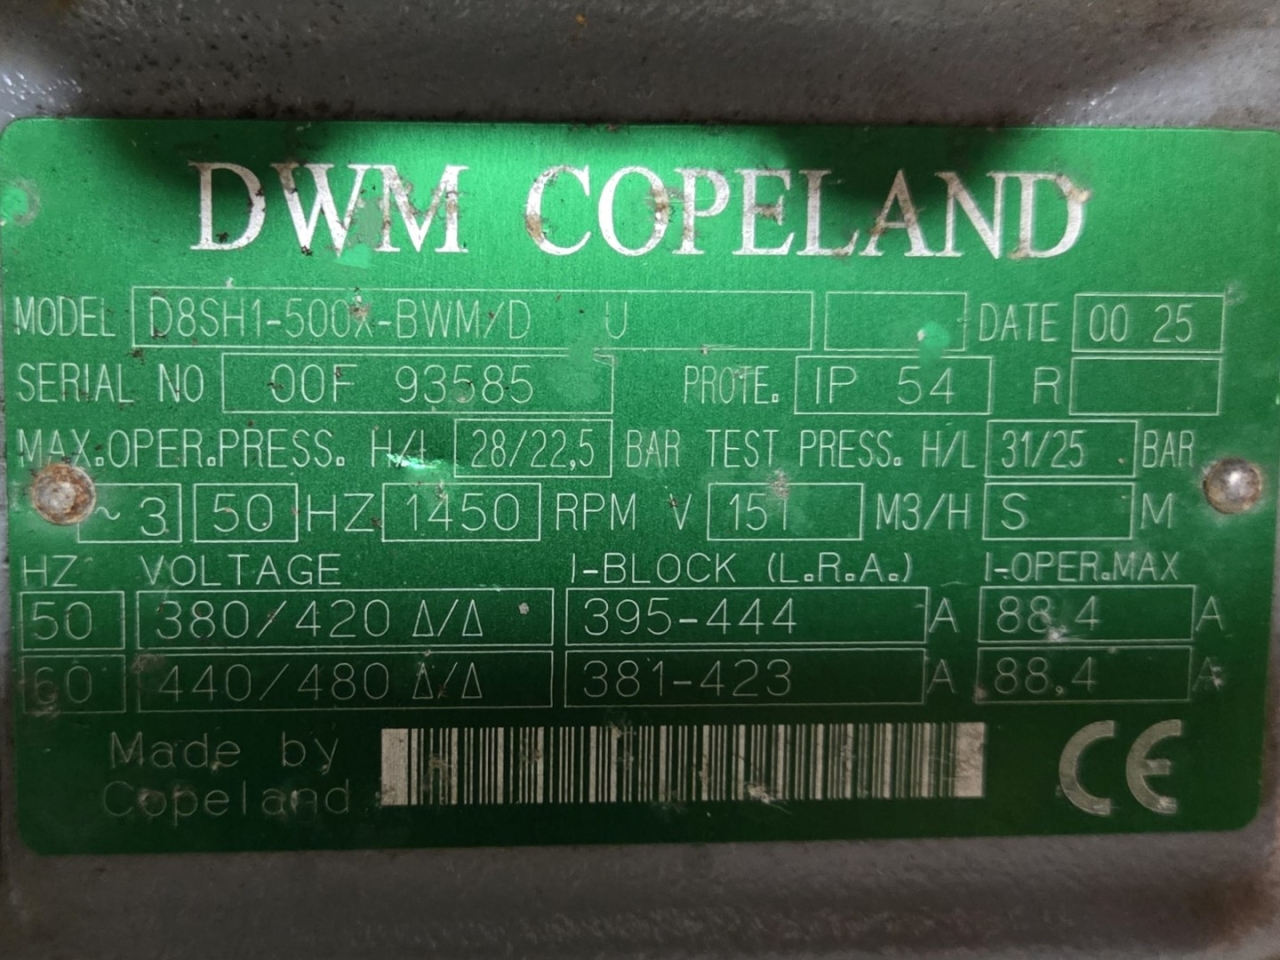 DWM COPELAND
MODEL D8SH1-500X-BWM/D U DATE 00 25
SERIAL NO 00F 93585 PROTE. IP 54 R
MAX.OPER.PRESS. H/L 28/22,5 BAR TEST PRESS. H/L 31/25 BAR
~ 3 50 HZ 1450 RPM V 151 M3/H S M
HZ VOLTAGE I-BLOCK (L.R.A.) I-OPER.MAX
50 380/420 Δ/Δ 395-444 A 88.4 A
60 440/480 Δ/Δ 381-423 A 88.4 A
Made by
Copeland
CE